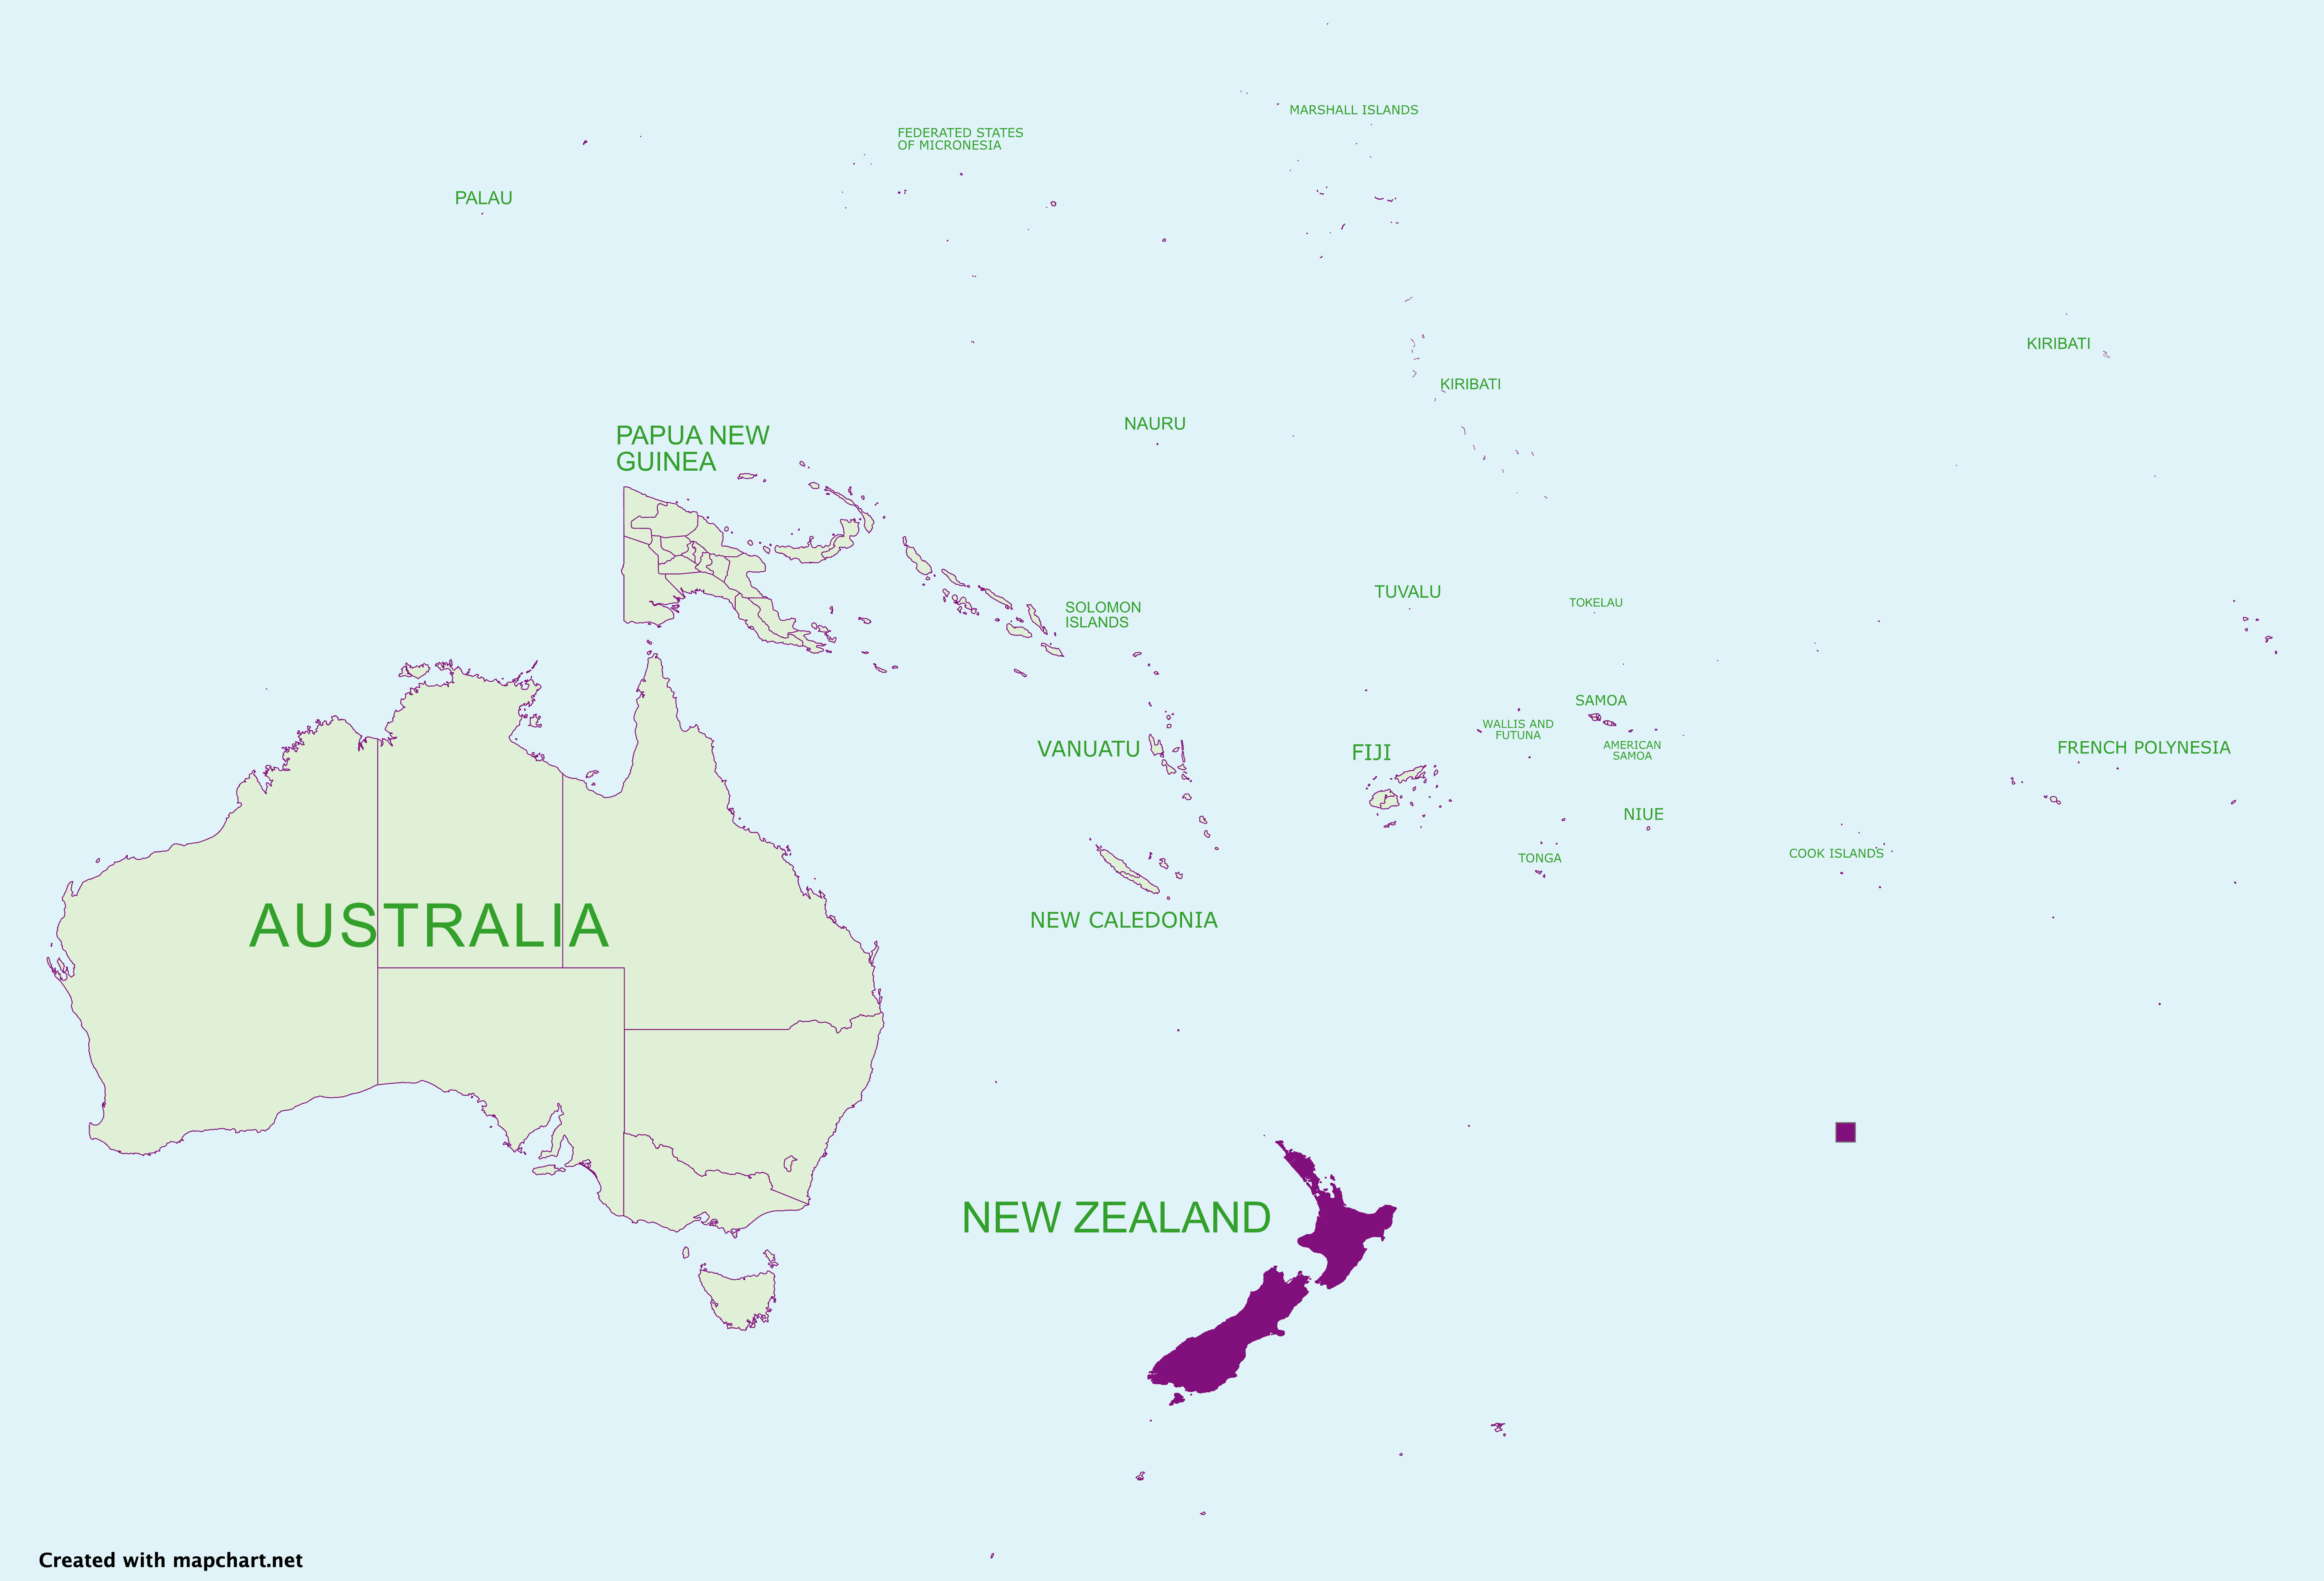 MARSHALL ISLANDS
FEDERATED STATES
OF MICRONESIA
PALAU
KIRIBATI
KIRIBATI
NAURU
PAPUA NEW
GUINEA
TUVALU
TOKELAU
SOLOMON
ISLANDS
SAMOA
WALLIS AND
FUTUNA
AMERICAN
SAMOA
VANUATU
FIJI
FRENCH POLYNESIA
NIUE
TONGA
COOK ISLANDS
AUSTRALIA
NEW CALEDONIA
NEW ZEALAND
Created with mapchart.net